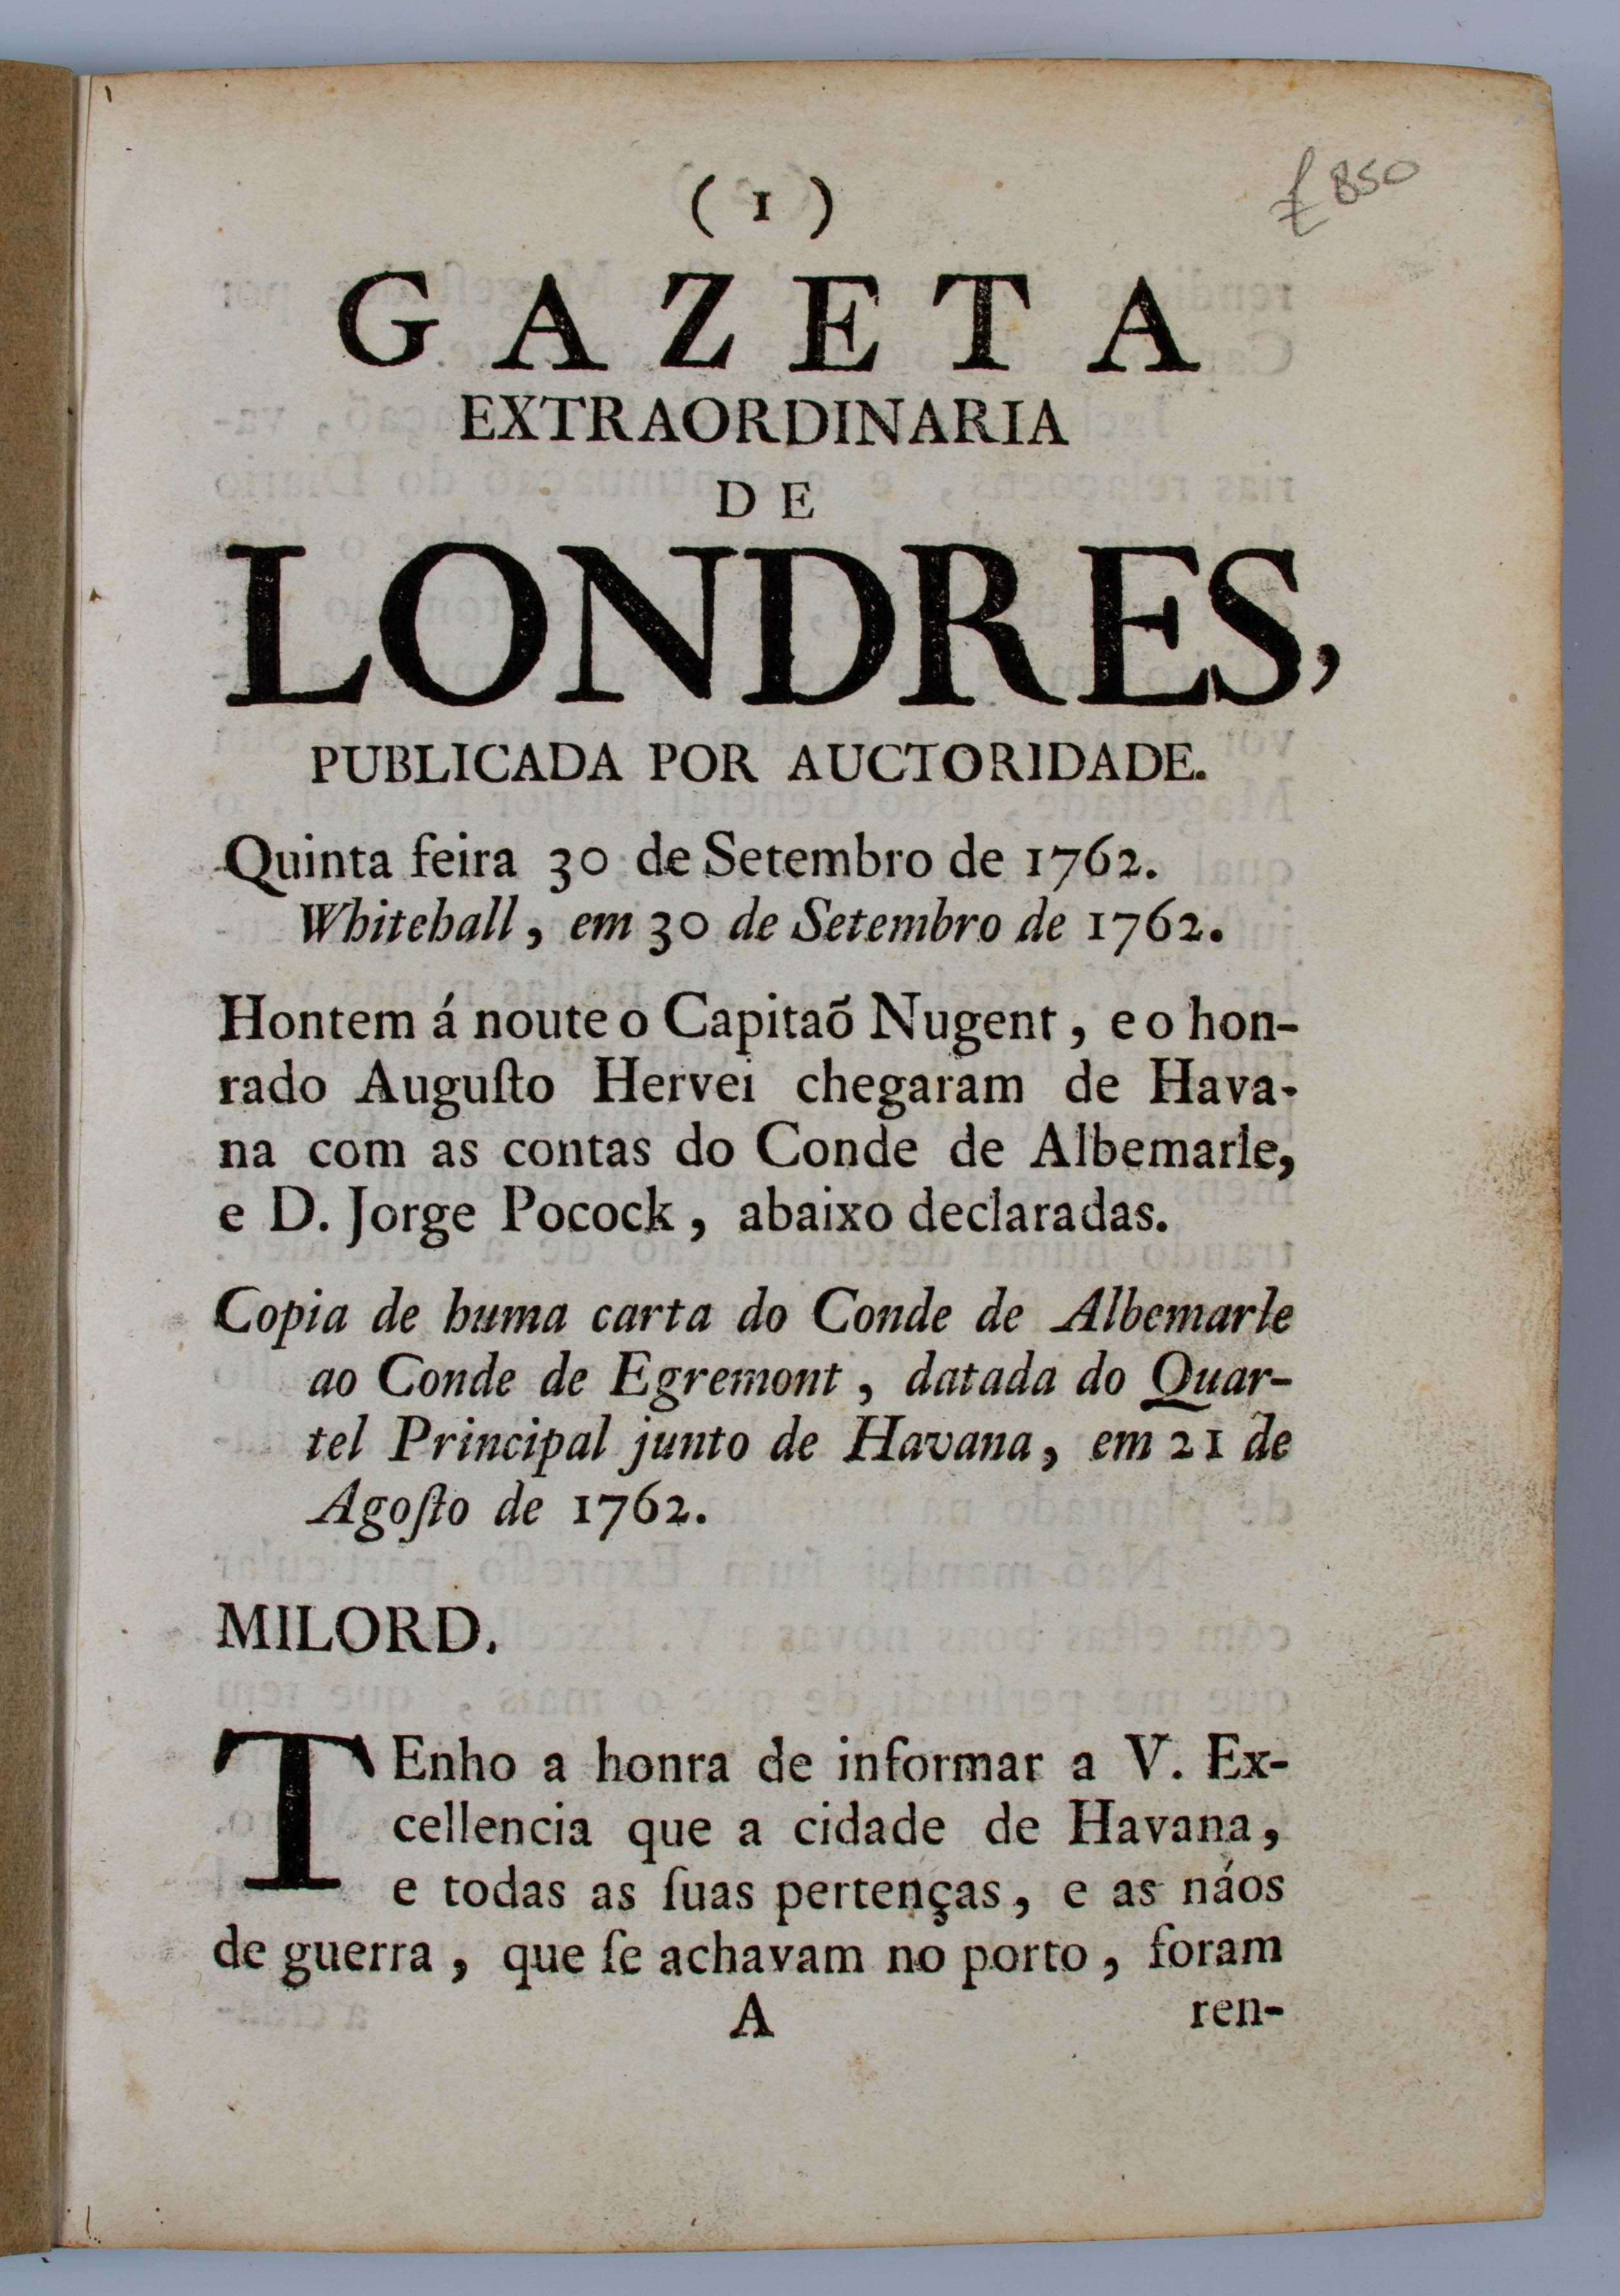 ( 1 )
£850
GAZETA
EXTRAORDINARIA
DE
LONDRES,
PUBLICADA POR AUCTORIDADE.
Quinta feira 30 de Setembro de 1762.
Whitehall, em 30 de Setembro de 1762.
Hontem á noute o Capitaõ Nugent, e o hon-
rado Auguſto Hervei chegaram de Hava-
na com as contas do Conde de Albemarle,
e D. Jorge Pocock, abaixo declaradas.
Copia de huma carta do Conde de Albemarle
ao Conde de Egremont, datada do Quar-
tel Principal junto de Havana, em 21 de
Agoſto de 1762.
MILORD.
TEnho a honra de informar a V. Ex-
cellencia que a cidade de Havana,
e todas as ſuas pertenças, e as náos
de guerra, que ſe achavam no porto, foram
A ren-